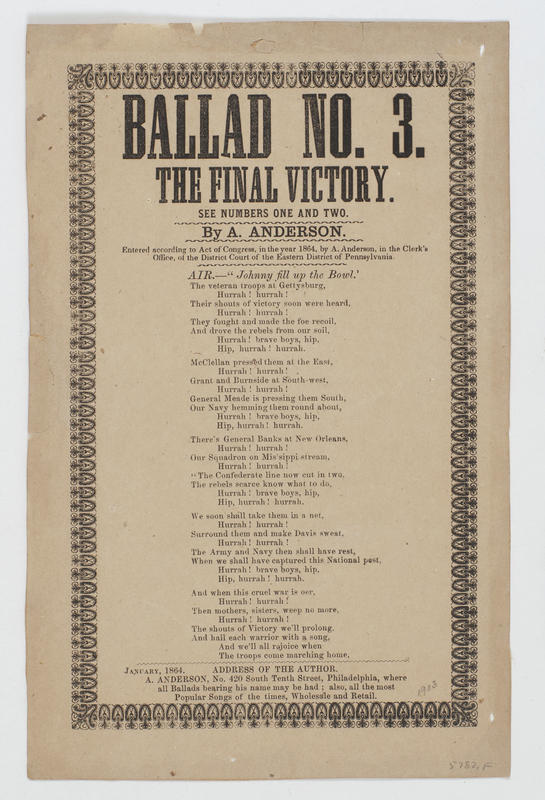 BALLAD NO. 3.
THE FINAL VICTORY.
SEE NUMBERS ONE AND TWO.
By A. ANDERSON.
Entered according to Act of Congress, in the year 1864, by A. Anderson, in the Clerk's
Office, of the District Court of the Eastern District of Pennsylvania.
AIR.—" Johnny fill up the Bowl.'
The veteran troops at Gettysburg,
Hurrah ! hurrah !
Their shouts of victory soon were heard,
Hurrah ! hurrah !
They fought and made the foe recoil,
And drove the rebels from our soil,
Hurrah ! brave boys, hip,
Hip, hurrah ! hurrah.
McClellan pressed them at the East,
Hurrah ! hurrah !
Grant and Burnside at South-west,
Hurrah ! hurrah!
General Meade is pressing them South,
Our Navy hemming them round about,
Hurrah ! brave boys, hip,
Hip, hurrah ! hurrah.
There's General Banks at New Orleans,
Hurrah ! hurrah !
Our Squadron on Mis'sippi stream,
Hurrah ! hurrah !
"The Confederate line now cut in two,
The rebels scarce know what to do,
Hurrah ! brave boys, hip,
Hip, hurrah ! hurrah.
We soon shall take them in a net,
Hurrah ! hurrah !
Surround them and make Davis sweat,
Hurrah ! hurrah !
The Army and Navy then shall have rest,
When we shall have captured this National pest,
Hurrah ! brave boys, hip,
Hip, hurrah ! hurrah.
And when this cruel war is oer,
Hurrah ! hurrah !
Then mothers, sisters, weep no more,
Hurrah ! hurrah !
The shouts of Victory we'll prolong.
And hail each warrior with a song,
And we'll all rejoice when
The troops come marching home.
JANUARY, 1864. ADDRESS OF THE AUTHOR.
A. ANDERSON, No. 420 South Tenth Street, Philadelphia, where
all Ballads bearing his name may be had ; also, all the most
Popular Songs of the times, Wholesale and Retail.
5782.F